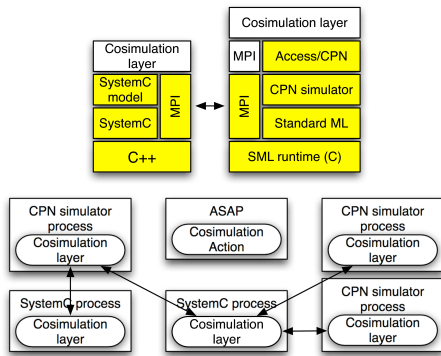 Cosimulation layer
Cosimulation
layer
MPI
Access/CPN
SystemC
model
MPI
MPI
CPN simulator
SystemC
Standard ML
C++
SML runtime (C)
CPN simulator
process
Cosimulation
layer
ASAP
Cosimulation
Action
CPN simulator
process
Cosimulation
layer
SystemC process
Cosimulation
layer
SystemC process
Cosimulation
layer
CPN simulator
process
Cosimulation
layer